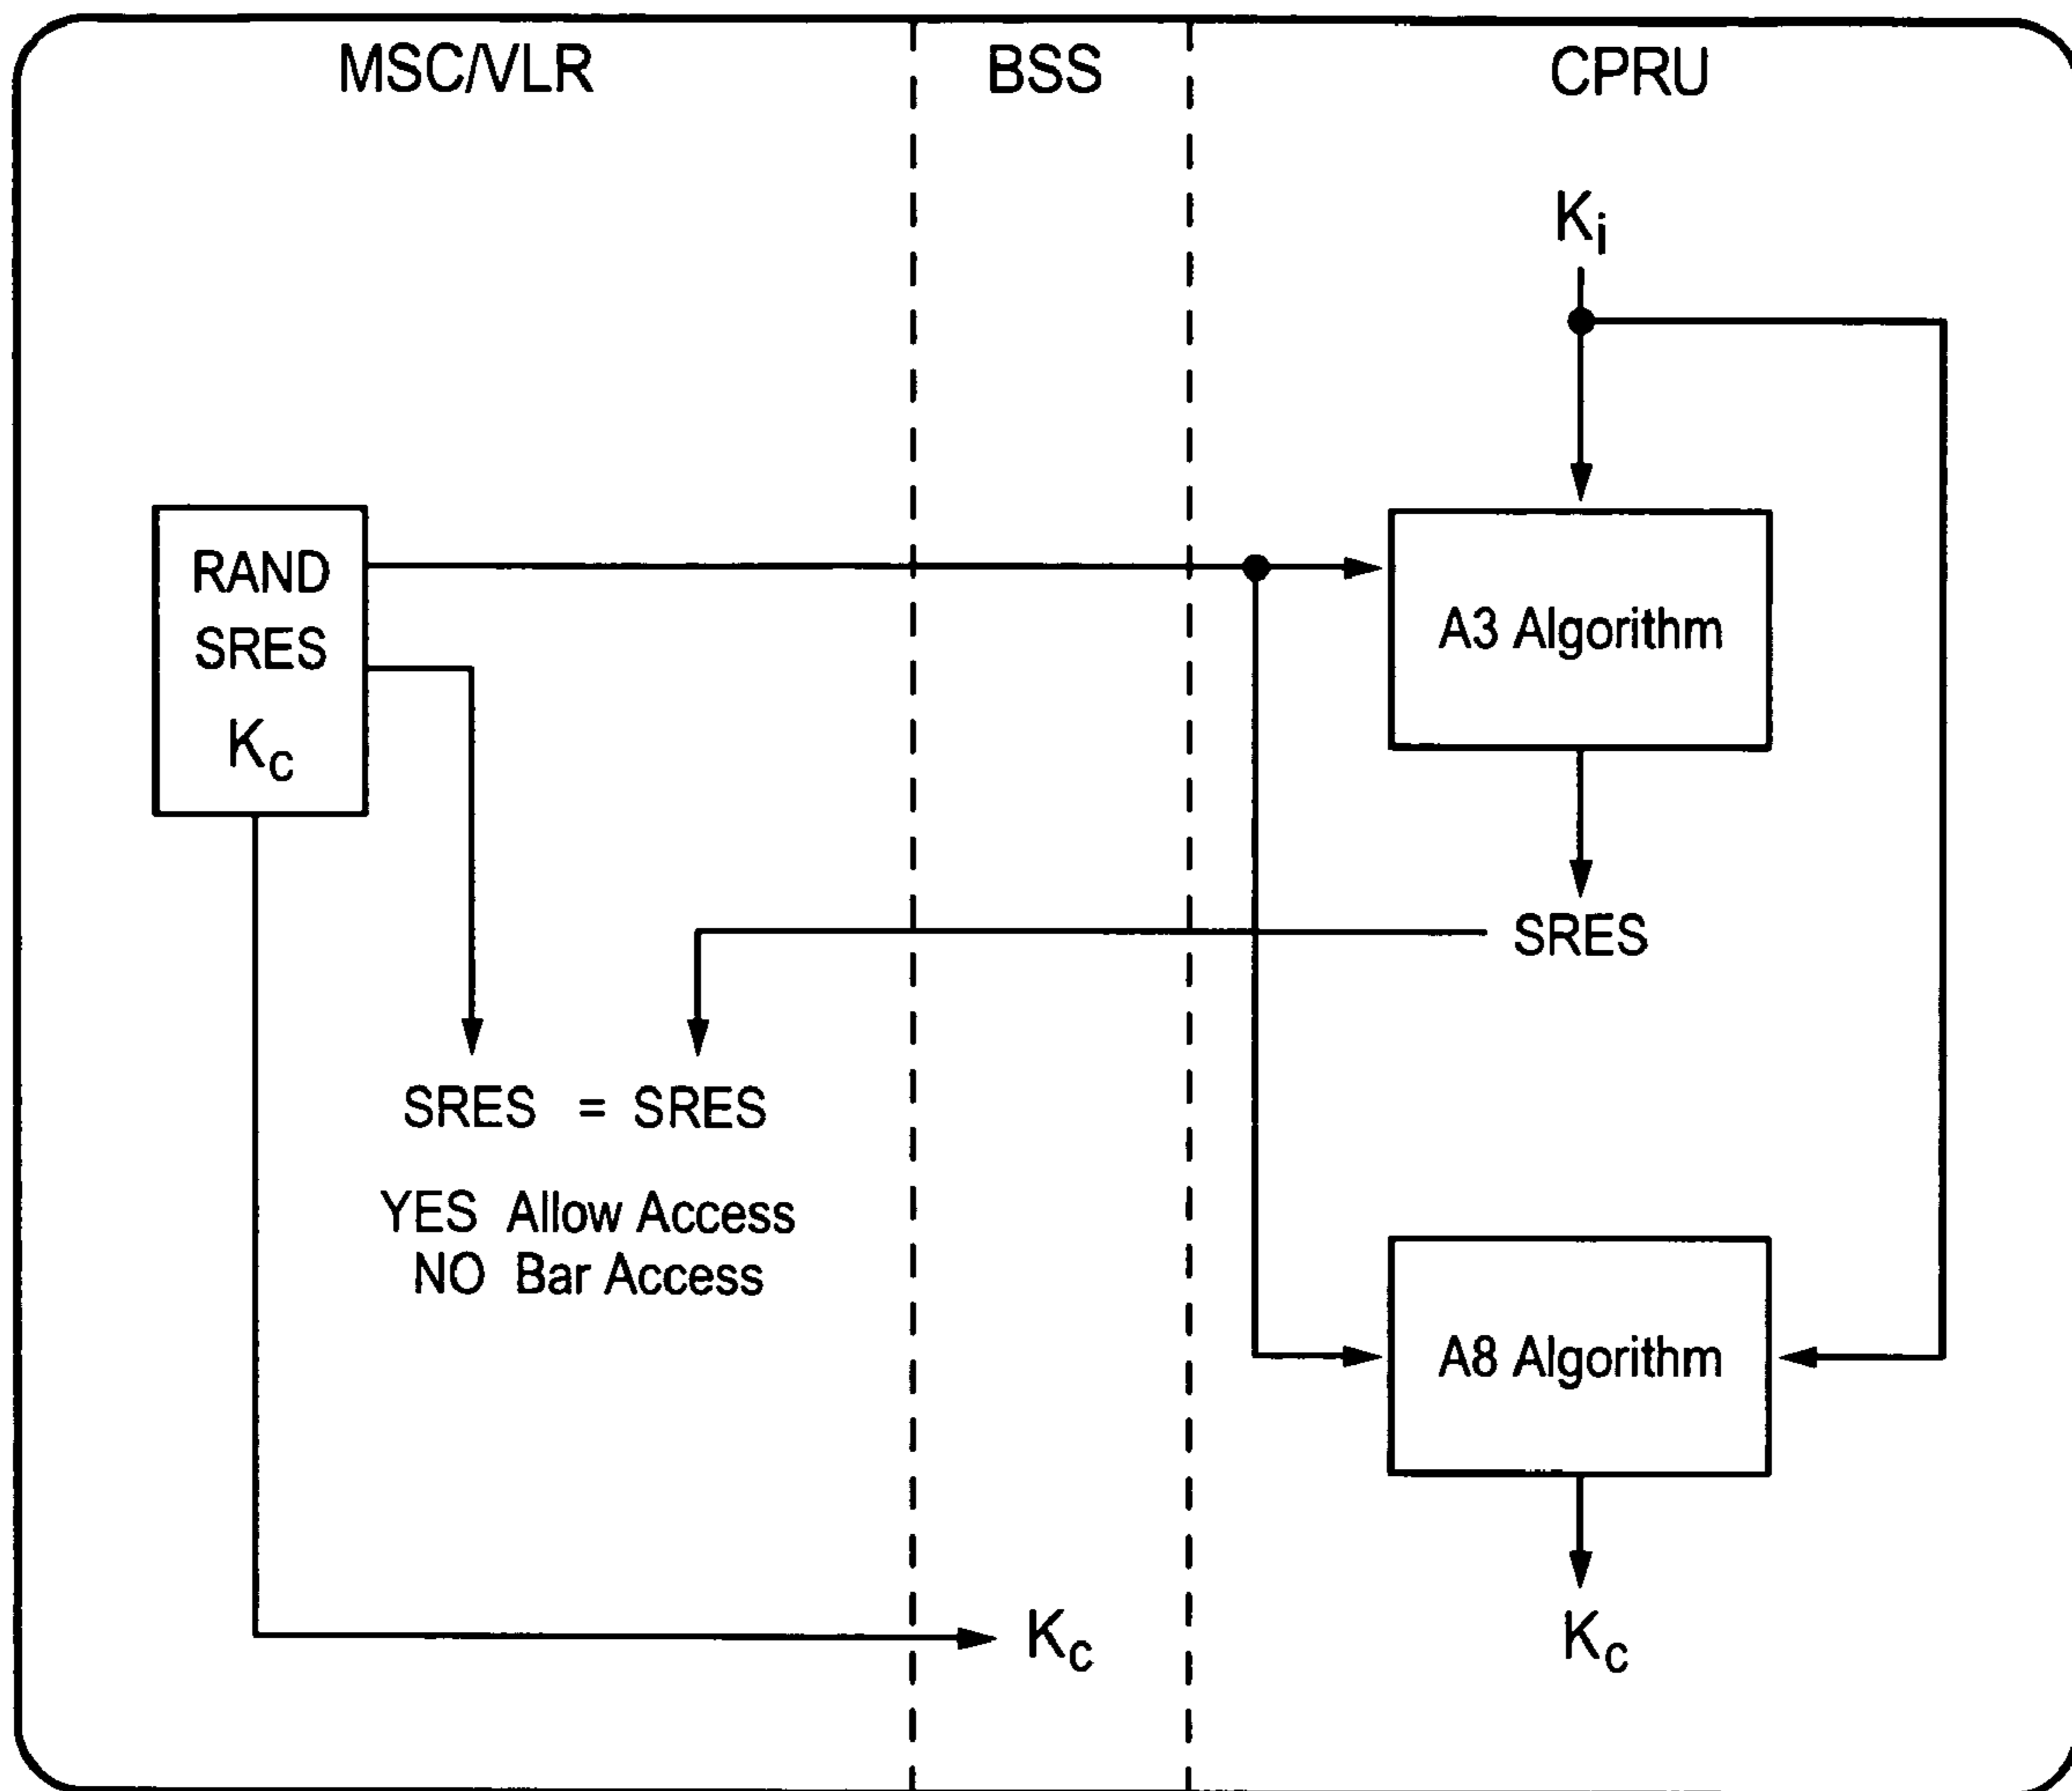 MSC/VLR
BSS
CPRU
Ki
RAND
SRES
Kc
A3 Algorithm
SRES
SRES = SRES
YES Allow Access
NO Bar Access
A8 Algorithm
Kc
Kc